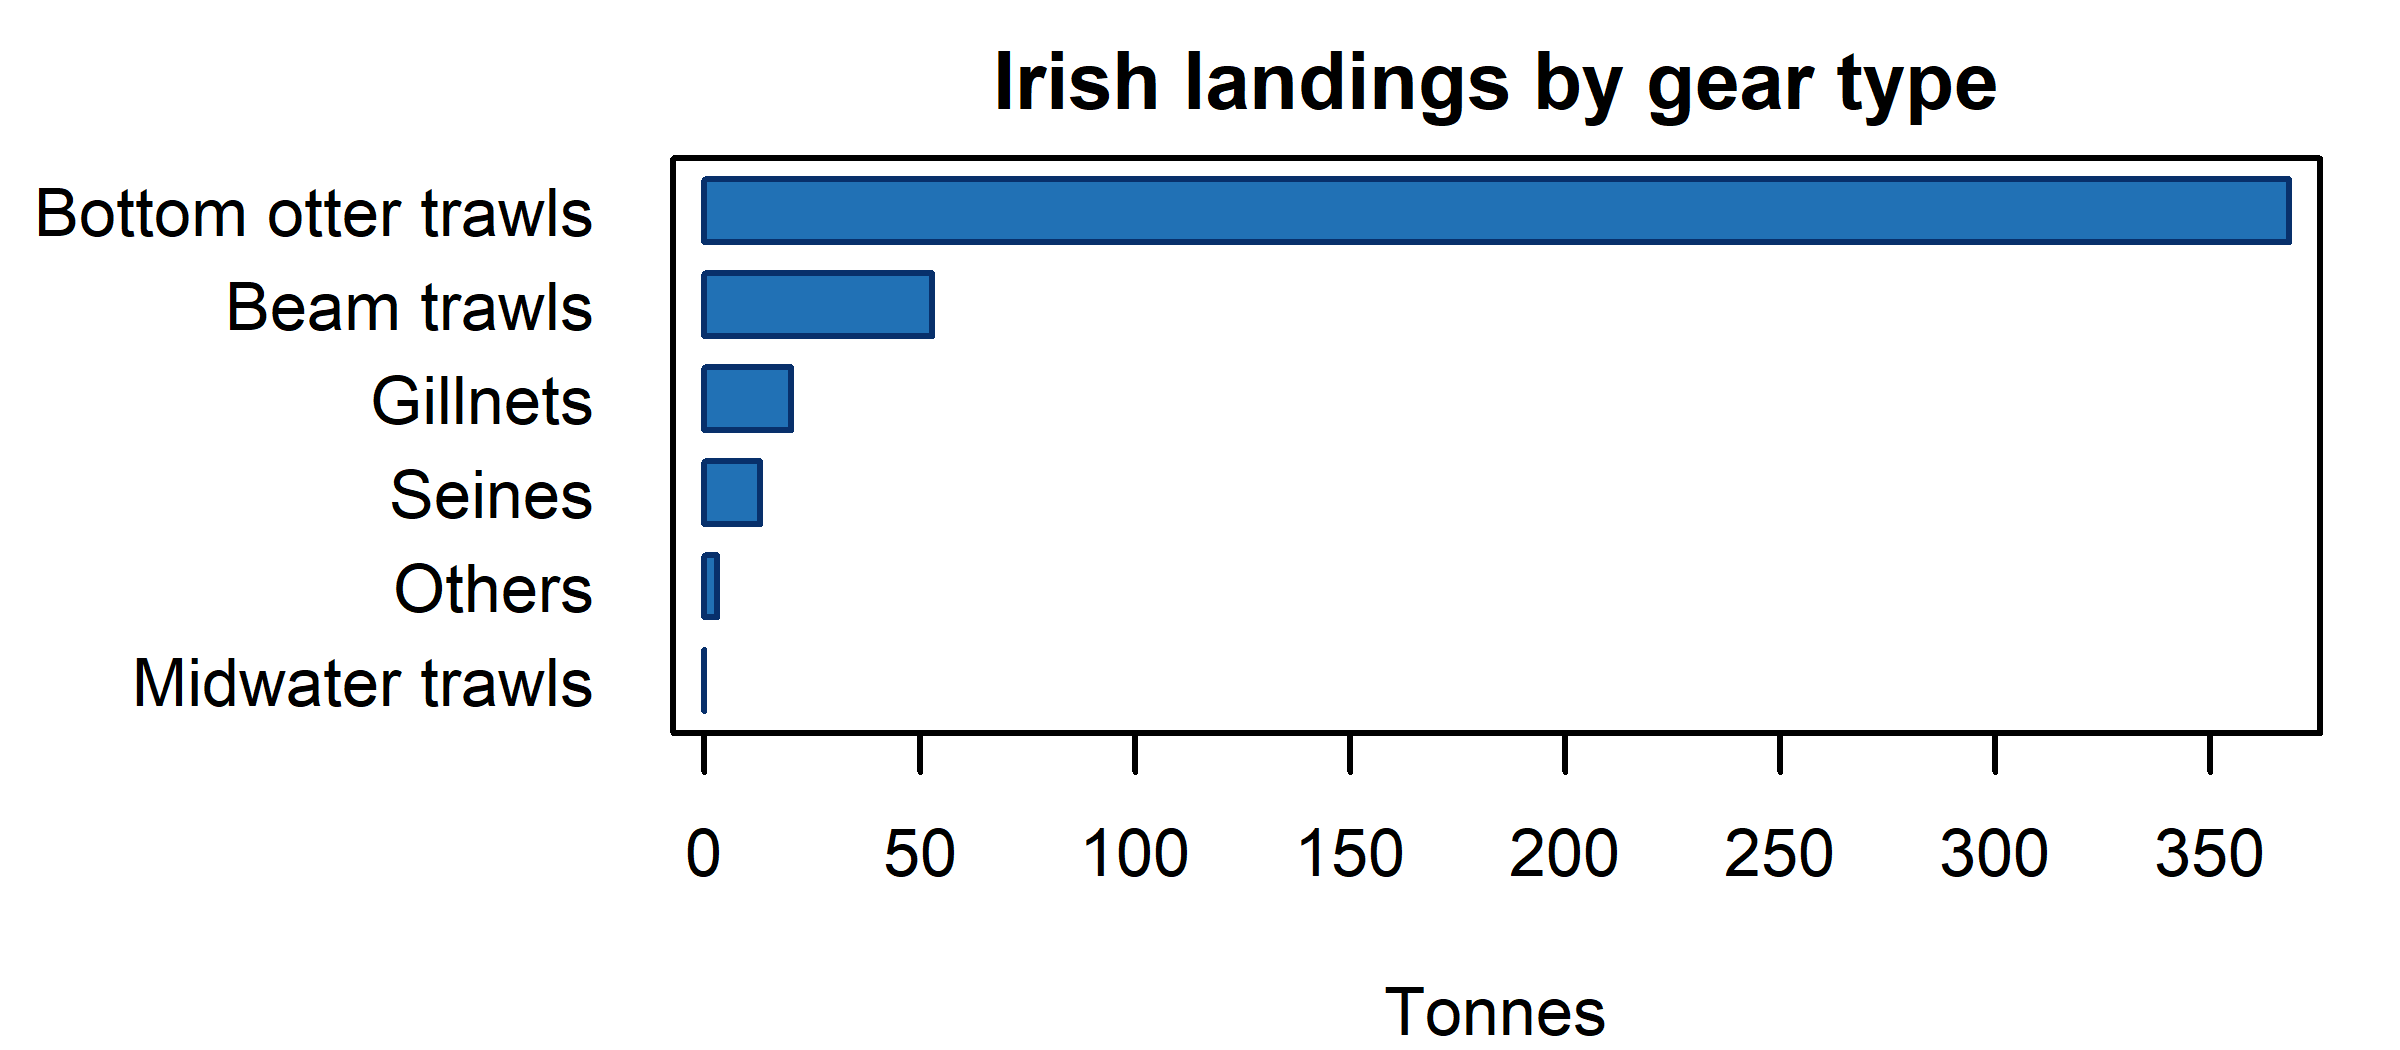 Irish landings by gear type
Bottom otter trawls
Beam trawls
Gillnets
Seines
Others
Midwater trawls
0 50 100 150 200 250 300 350
Tonnes